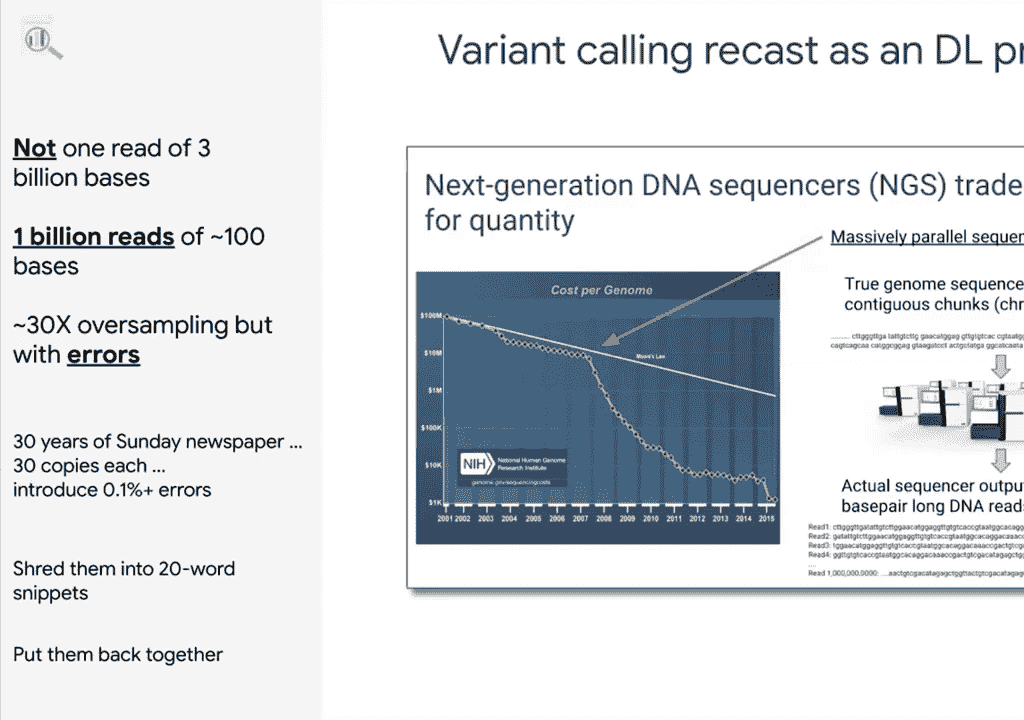 Variant calling recast as an DL pr
Not one read of 3
billion bases
1 billion reads of ~100
bases
~30X oversampling but
with errors
30 years of Sunday newspaper ...
30 copies each ...
introduce 0.1%+ errors
Shred them into 20-word
snippets
Put them back together
Next-generation DNA sequencers (NGS) trade
for quantity
Massively parallel sequen
Cost per Genome
$100M
$10M
$1M
$100K
$10K
$1K
Moore's Law
NIH
National Human Genome
Research Institute
genome.gov/sequencingcosts
2001 2002 2003 2004 2005 2006 2007 2008 2009 2010 2011 2012 2013 2014 2015
True genome sequence
contiguous chunks (chr
Actual sequencer output
basepair long DNA reads
Read1:
Read2:
Read3:
Read4:
....
Read 1,000,000,0000: